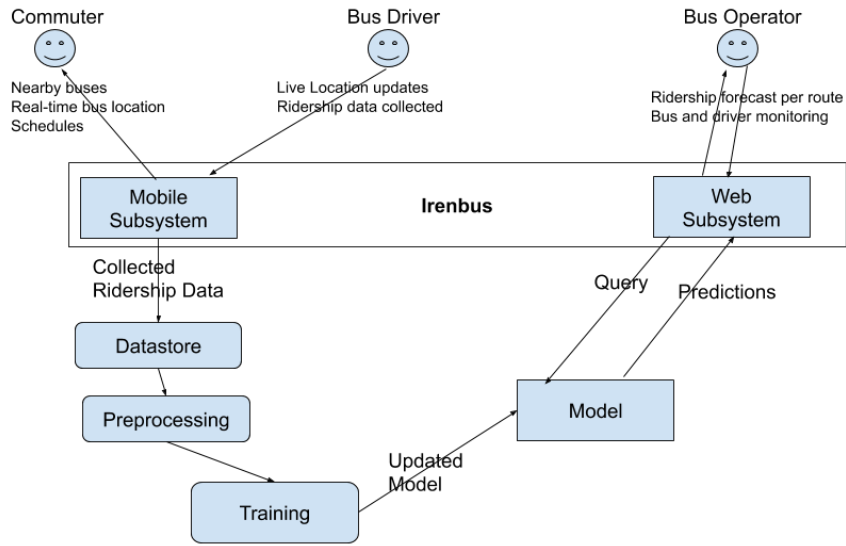 Commuter
Bus Driver
Bus Operator
Nearby buses
Real-time bus location
Schedules
Live Location updates
Ridership data collected
Ridership forecast per route
Bus and driver monitoring
Mobile
Subsystem
Irenbus
Web
Subsystem
Collected
Ridership Data
Query
Predictions
Datastore
Preprocessing
Model
Updated
Model
Training